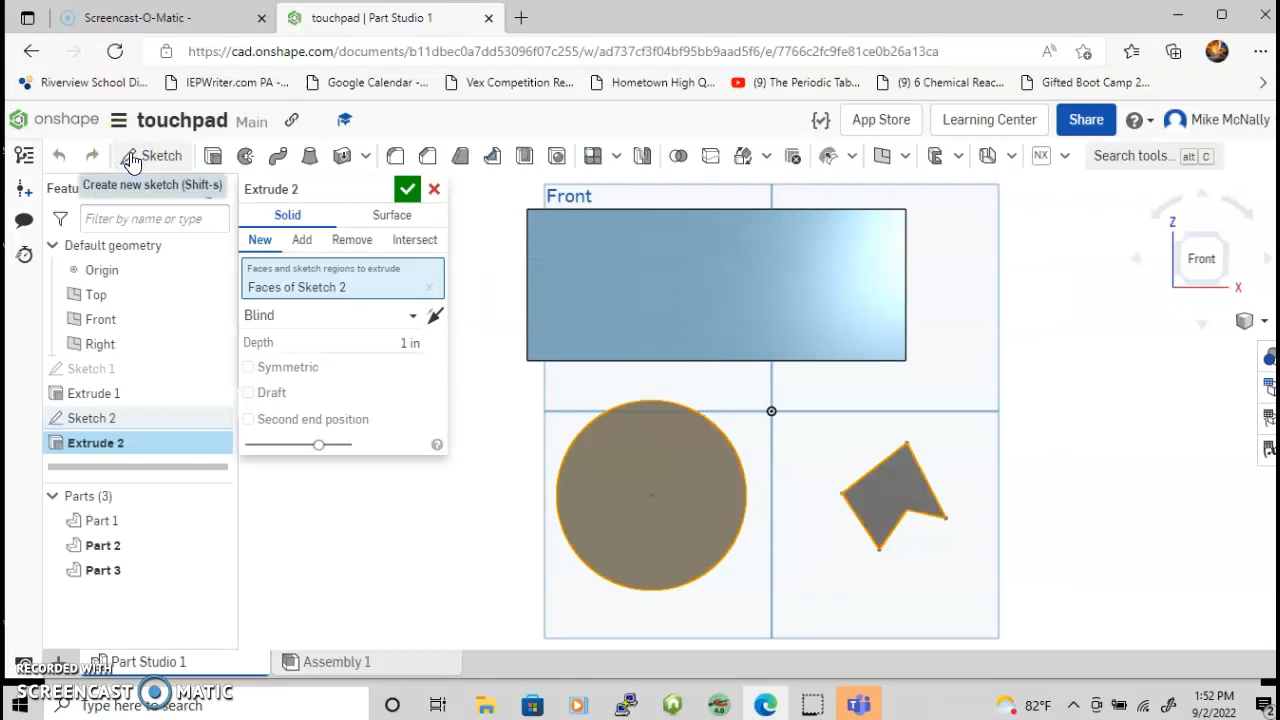 Screencast-O-Matic -
touchpad | Part Studio 1
https://cad.onshape.com/documents/b11dbec0a7dd53096f07c255/w/ad737cf3f04bf95bb9aad5f6/e/7766c2fc9fe81ce0b26a13ca
Riverview School Di...
IEPWriter.com PA -...
Google Calendar -...
Vex Competition Re...
Hometown High Q...
(9) The Periodic Tab...
(9) 6 Chemical Reac...
Gifted Boot Camp 2...
onshape
touchpad Main
App Store
Learning Center
Share
Mike McNally
Sketch
NX
Search tools... alt C
Create new sketch (Shift-s)
Featu
Filter by name or type
Default geometry
Origin
Top
Front
Right
Sketch 1
Extrude 1
Sketch 2
Extrude 2
Parts (3)
Part 1
Part 2
Part 3
Extrude 2
Solid Surface
New Add Remove Intersect
Faces and sketch regions to extrude
Faces of Sketch 2
Blind
Depth 1 in
Symmetric
Draft
Second end position
Front
Z
Front
X
Part Studio 1
Assembly 1
RECORDED WITH
SCREENCAST MATIC
Type here to search
82°F
1:52 PM
9/2/2022